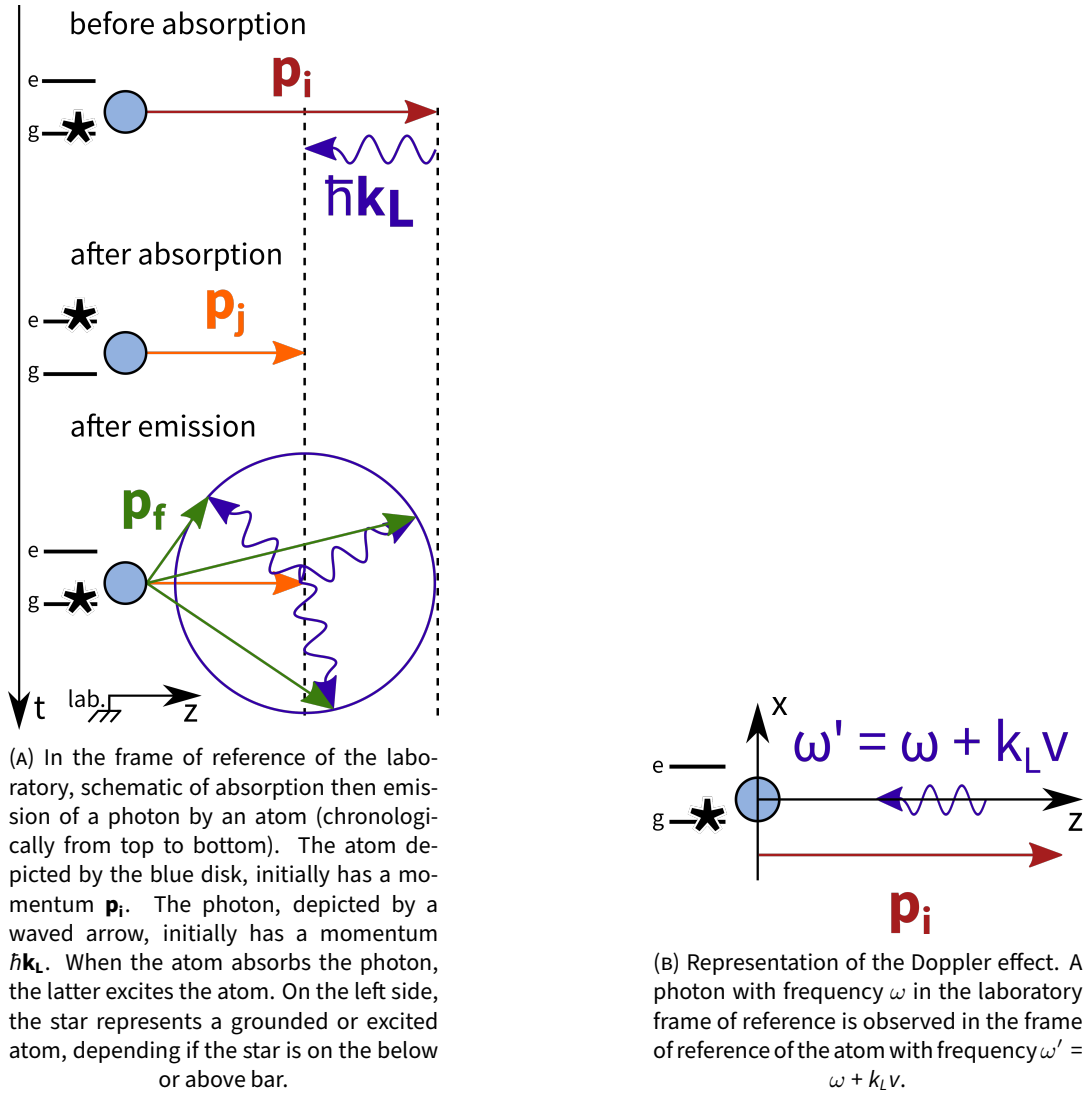 before absorption
pᵢ
e
g
ħk_L
after absorption
pⱼ
e
g
after emission
p_f
e
g
lab.
z
t
(A) In the frame of reference of the labo-
ratory, schematic of absorption then emis-
sion of a photon by an atom (chronologi-
cally from top to bottom). The atom de-
picted by the blue disk, initially has a mo-
mentum pᵢ. The photon, depicted by a
waved arrow, initially has a momentum
ħk_L. When the atom absorbs the photon,
the latter excites the atom. On the left side,
the star represents a grounded or excited
atom, depending if the star is on the below
or above bar.
x
ω' = ω + k_Lv
e
g
z
pᵢ
(B) Representation of the Doppler effect. A
photon with frequency ω in the laboratory
frame of reference is observed in the frame
of reference of the atom with frequency ω′ =
ω + k_Lv.